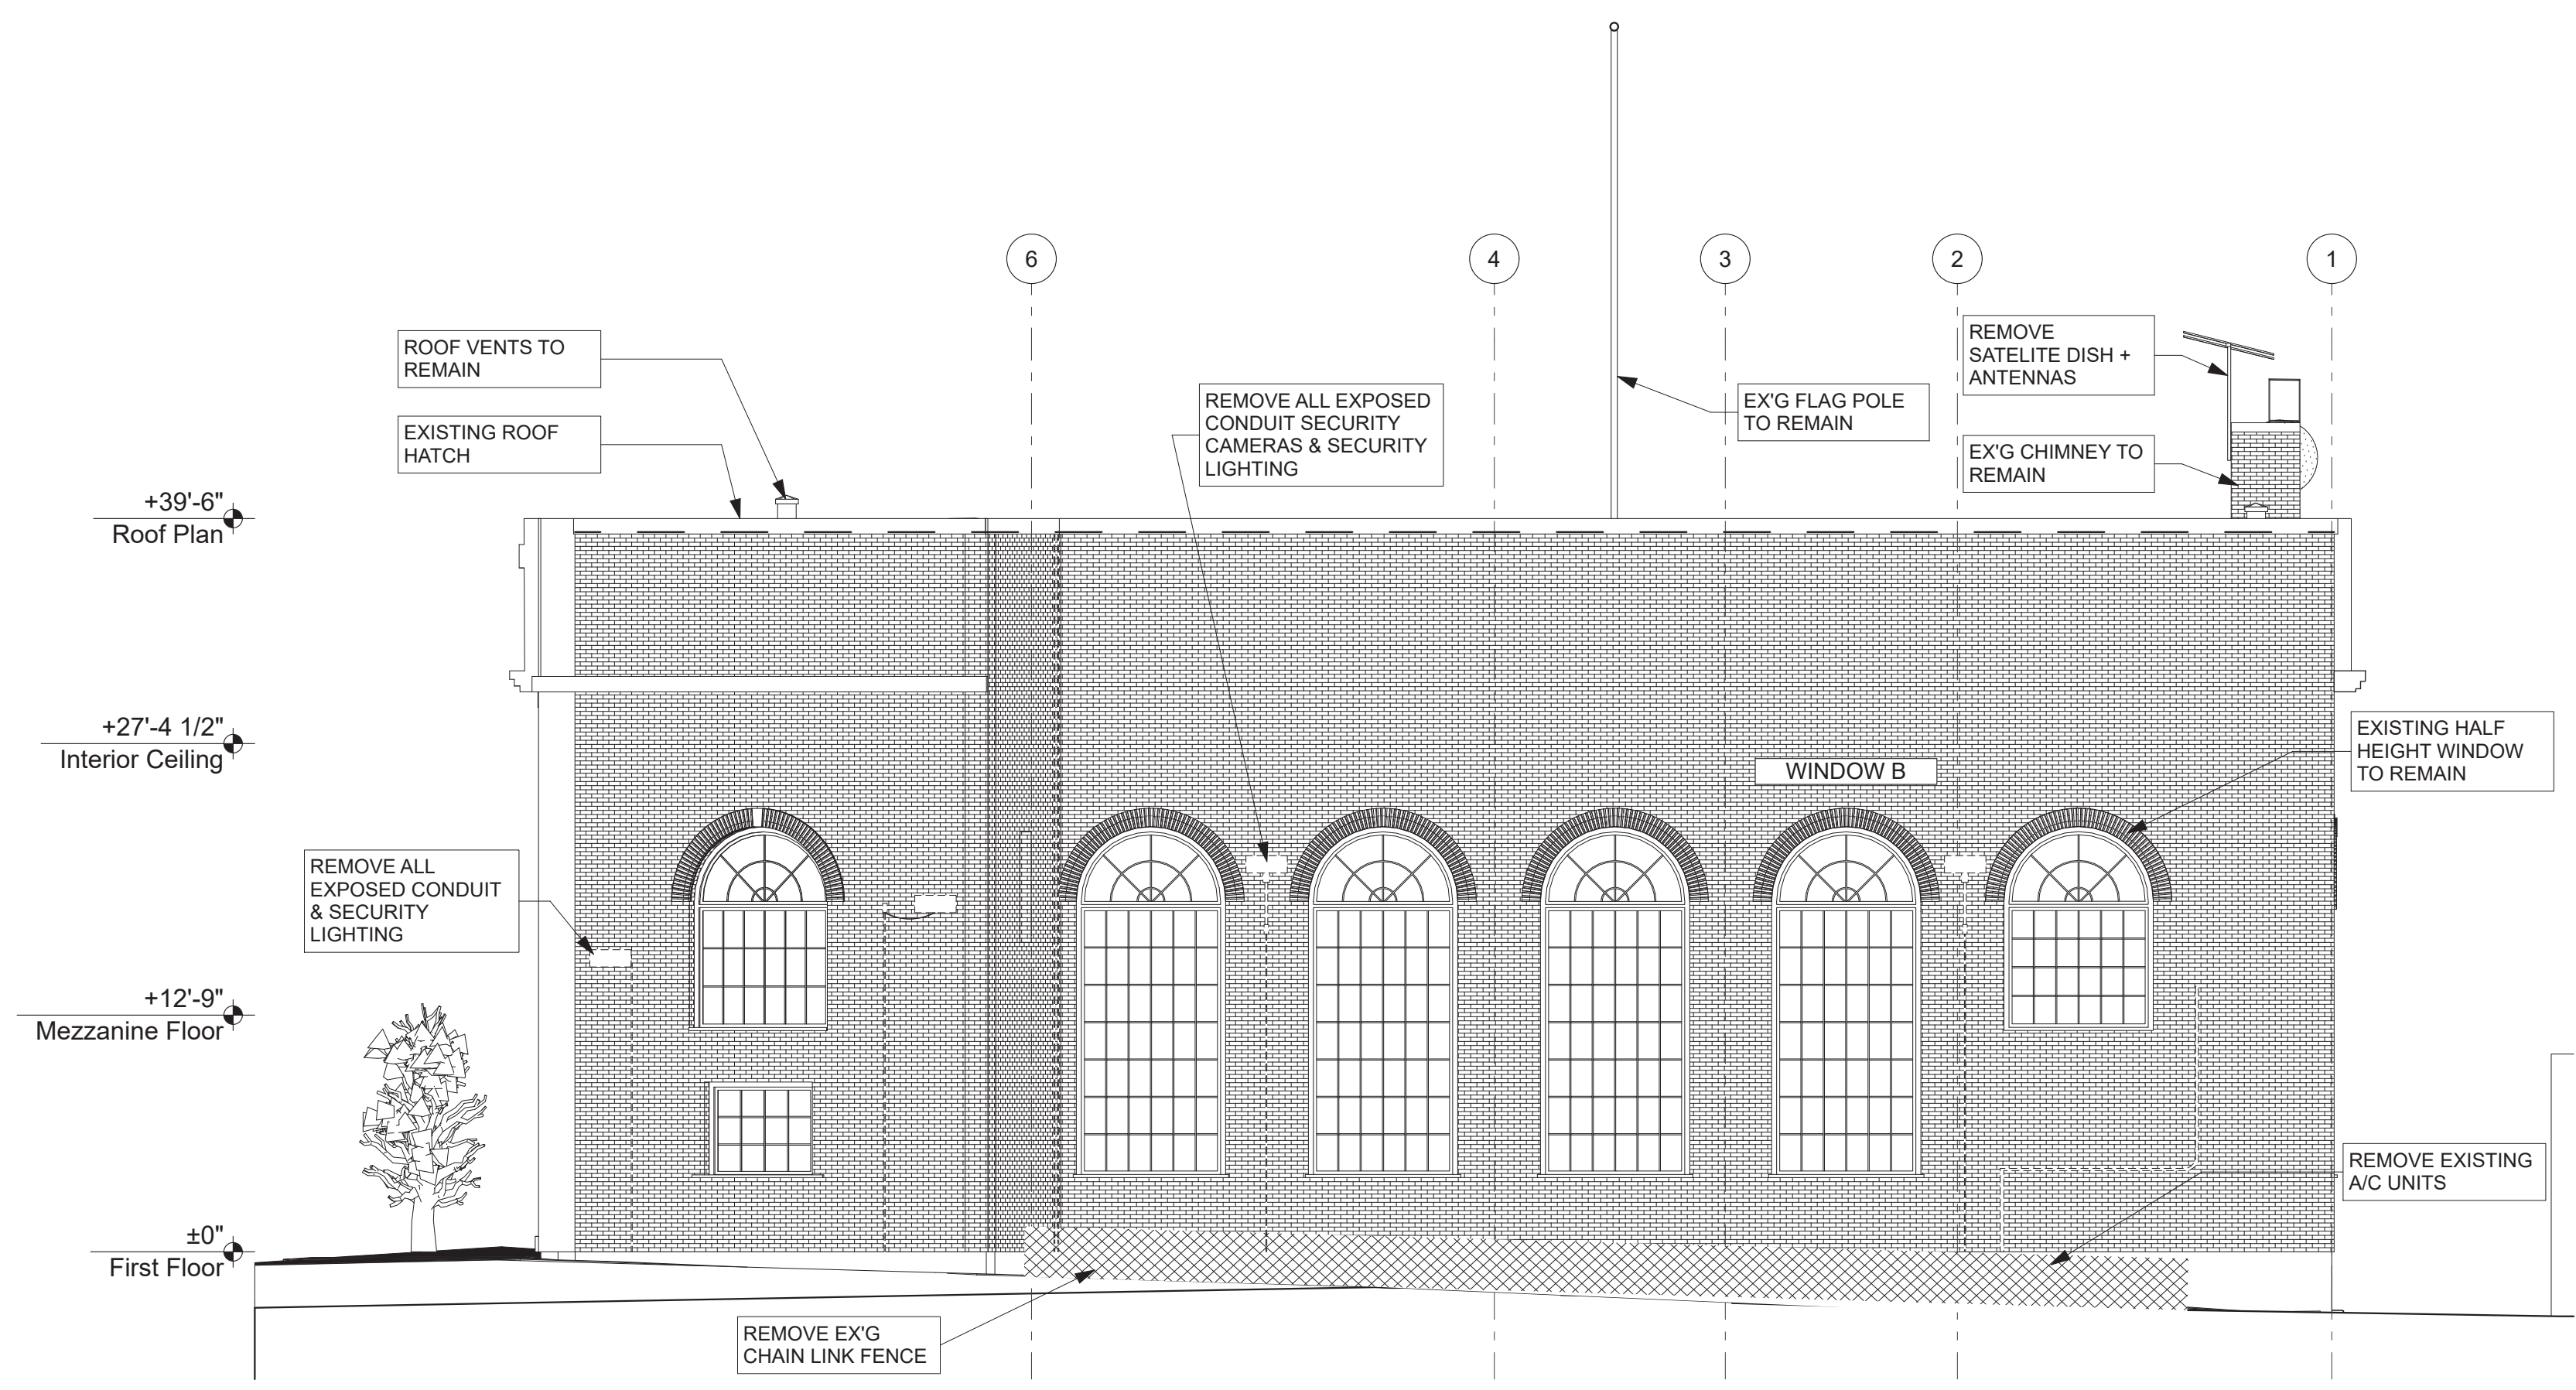 6
4
3
2
1
ROOF VENTS TO
REMAIN
EXISTING ROOF
HATCH
REMOVE ALL EXPOSED
CONDUIT SECURITY
CAMERAS & SECURITY
LIGHTING
EX'G FLAG POLE
TO REMAIN
REMOVE
SATELITE DISH +
ANTENNAS
EX'G CHIMNEY TO
REMAIN
+39'-6"
Roof Plan
+27'-4 1/2"
Interior Ceiling
WINDOW B
EXISTING HALF
HEIGHT WINDOW
TO REMAIN
REMOVE ALL
EXPOSED CONDUIT
& SECURITY
LIGHTING
+12'-9"
Mezzanine Floor
REMOVE EXISTING
A/C UNITS
±0"
First Floor
REMOVE EX'G
CHAIN LINK FENCE